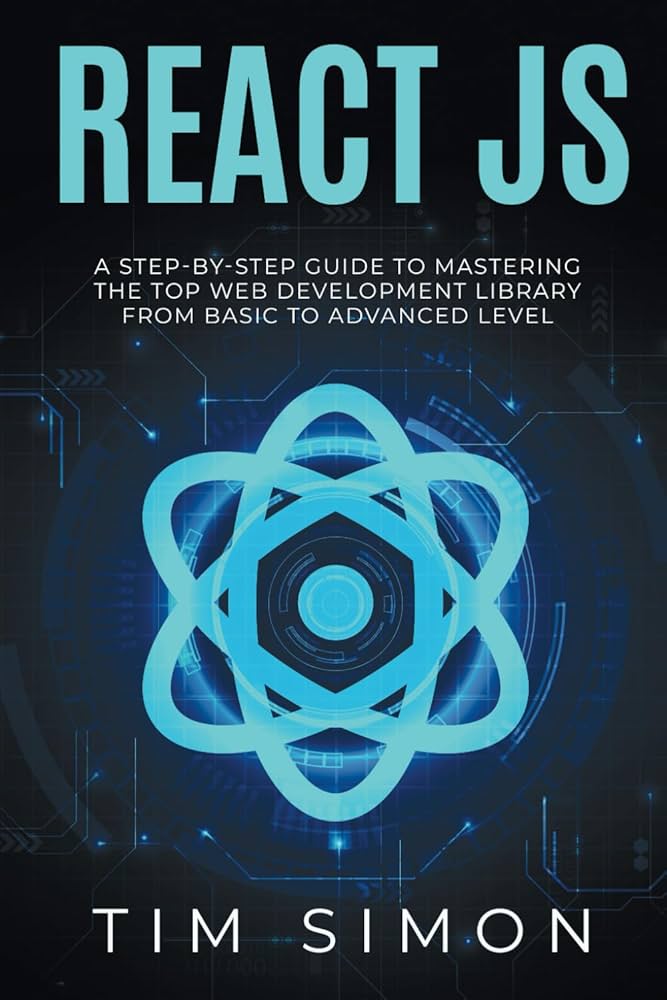 REACT JS
A STEP-BY-STEP GUIDE TO MASTERING
THE TOP WEB DEVELOPMENT LIBRARY
FROM BASIC TO ADVANCED LEVEL
TIM SIMON